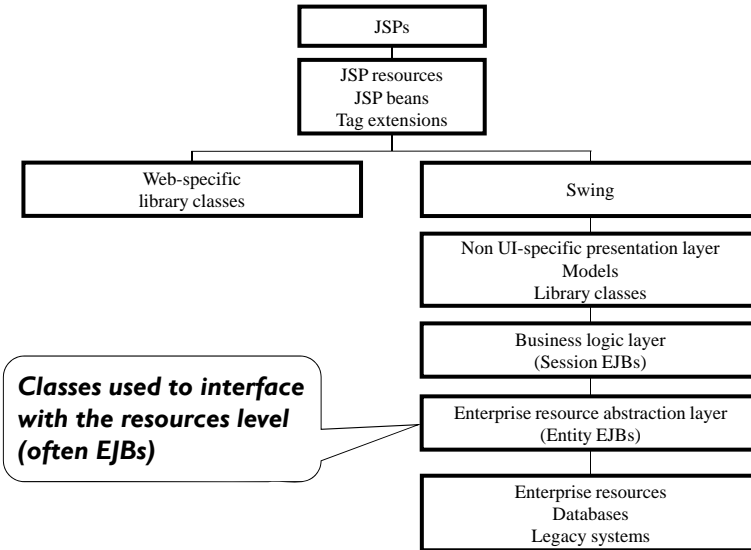 JSPs
JSP resources
JSP beans
Tag extensions
Web-specific
library classes
Swing
Non UI-specific presentation layer
Models
Library classes
Business logic layer
(Session EJBs)
Classes used to interface
with the resources level
(often EJBs)
Enterprise resource abstraction layer
(Entity EJBs)
Enterprise resources
Databases
Legacy systems